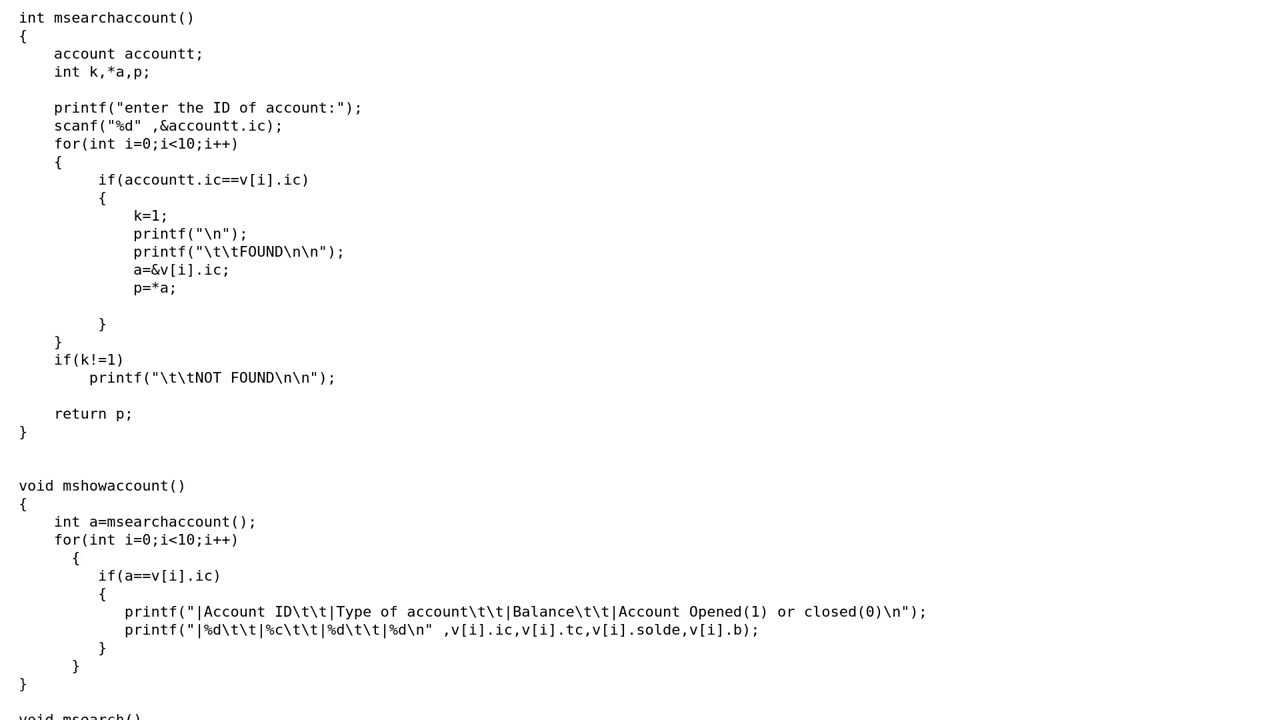 int msearchaccount()
{
    account accountt;
    int k,*a,p;

    printf("enter the ID of account:");
    scanf("%d" ,&accountt.ic);
    for(int i=0;i<10;i++)
    {
         if(accountt.ic==v[i].ic)
         {
             k=1;
             printf("\n");
             printf("\t\tFOUND\n\n");
             a=&v[i].ic;
             p=*a;

         }
    }
    if(k!=1)
        printf("\t\tNOT FOUND\n\n");

    return p;
}


void mshowaccount()
{
    int a=msearchaccount();
    for(int i=0;i<10;i++)
      {
         if(a==v[i].ic)
         {
            printf("|Account ID\t\t|Type of account\t\t|Balance\t\t|Account Opened(1) or closed(0)\n");
            printf("|%d\t\t|%c\t\t|%d\t\t|%d\n" ,v[i].ic,v[i].tc,v[i].solde,v[i].b);
         }
      }
}

void msearch()